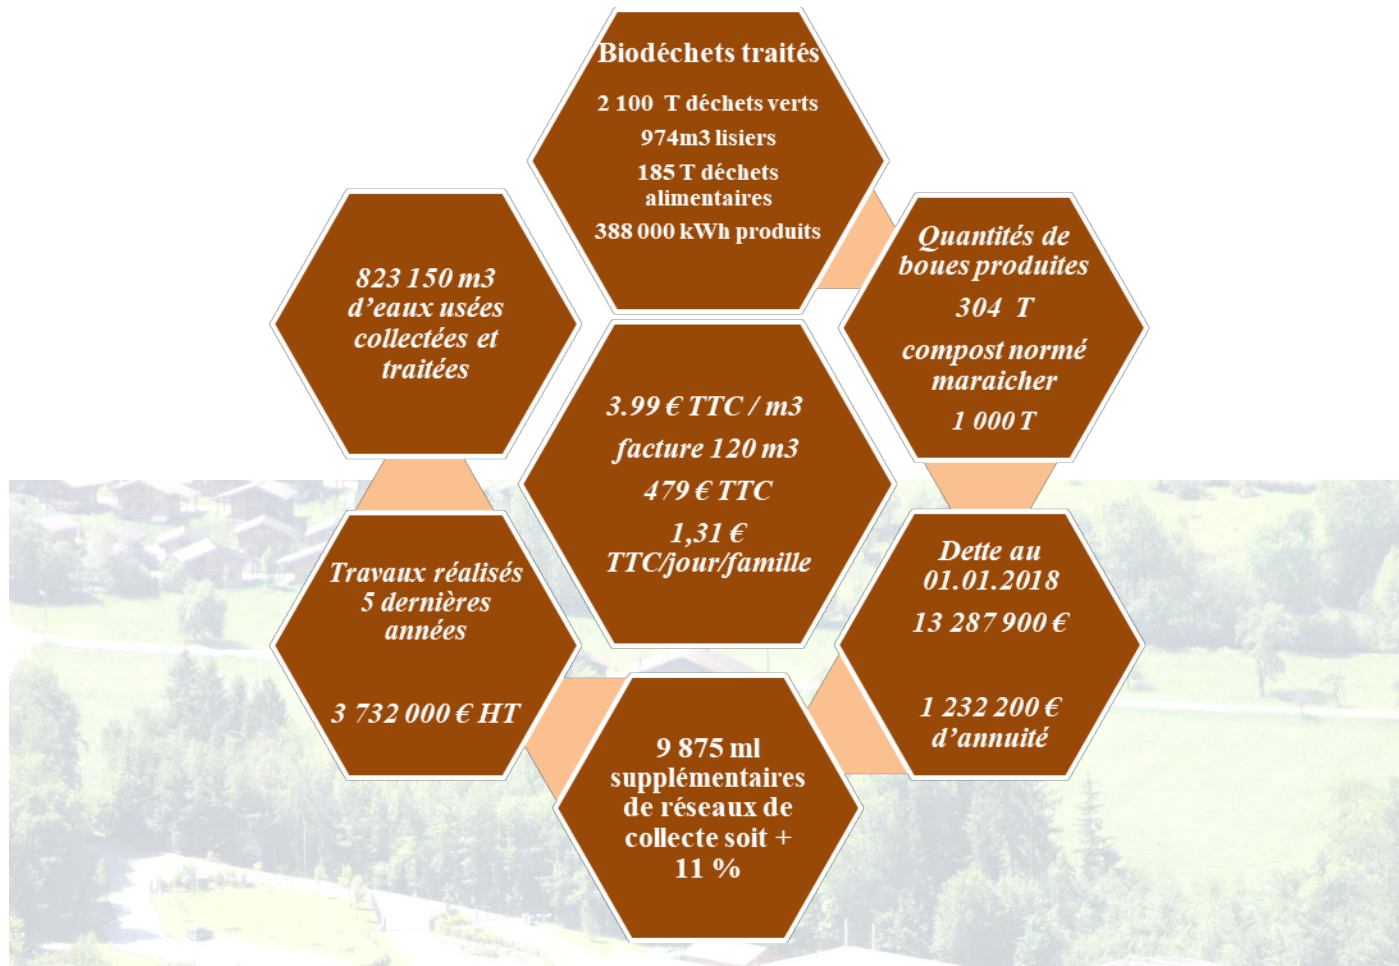 Biodéchets traités
2 100 T déchets verts
974m3 lisiers
185 T déchets
alimentaires
388 000 kWh produits
Quantités de
boues produites
304 T
compost normé
maraicher
1 000 T
823 150 m3
d’eaux usées
collectées et
traitées
3.99 € TTC / m3
facture 120 m3
479 € TTC
1,31 €
TTC/jour/famille
Travaux réalisés
5 dernières
années
3 732 000 € HT
Dette au
01.01.2018
13 287 900 €
1 232 200 €
d’annuité
9 875 ml
supplémentaires
de réseaux de
collecte soit +
11 %